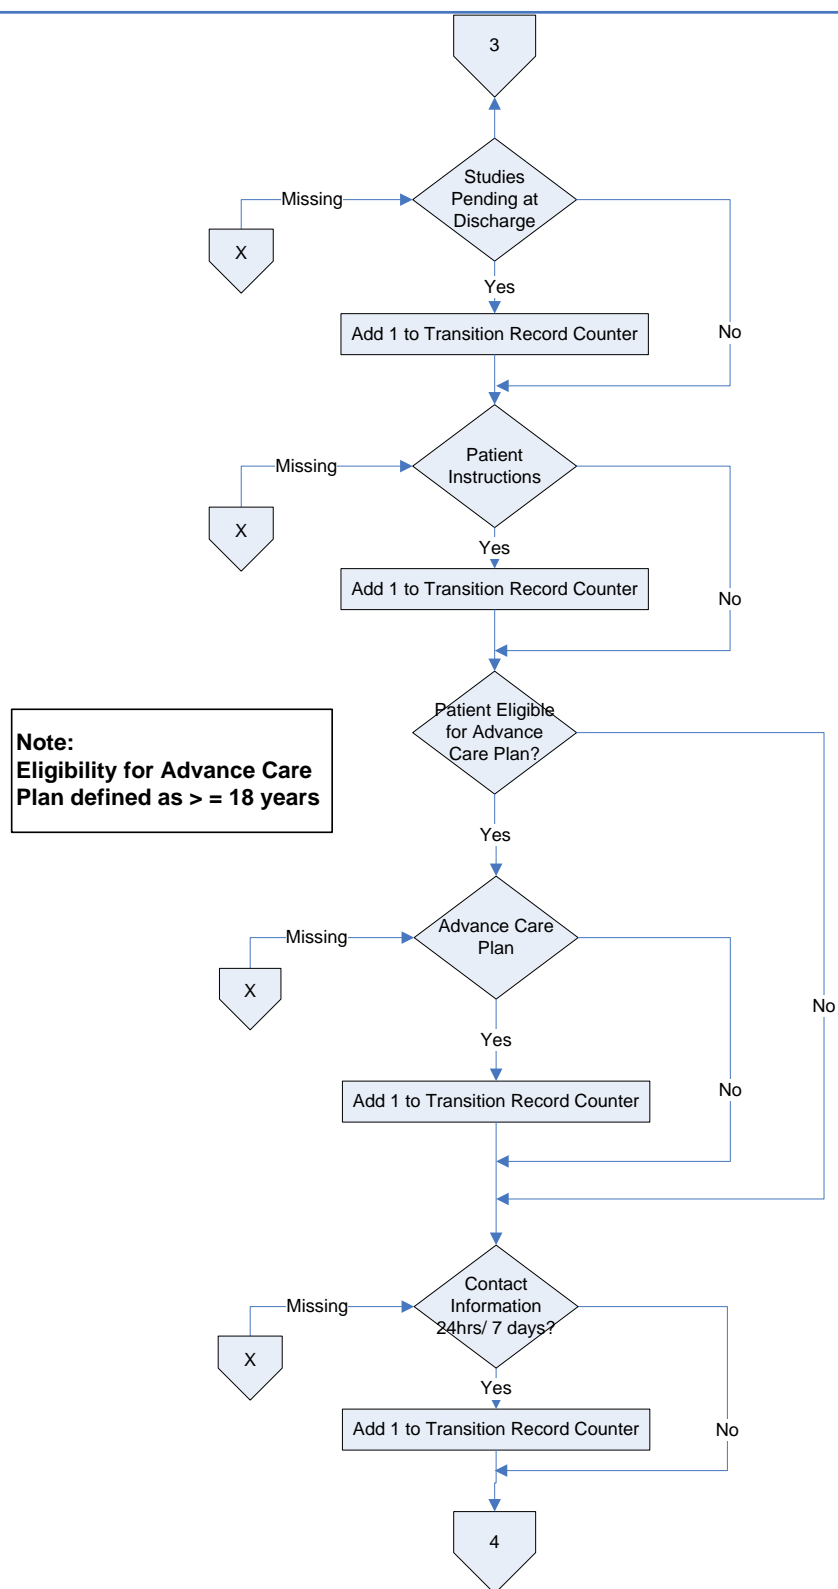 3
Studies
Pending at
Discharge
Missing
X
Yes
Add 1 to Transition Record Counter
No
Patient
Instructions
Missing
X
Yes
Add 1 to Transition Record Counter
No
Patient Eligible
for Advance
Care Plan?
Note:
Eligibility for Advance Care
Plan defined as > = 18 years
Yes
Advance Care
Plan
Missing
X
No
Yes
Add 1 to Transition Record Counter
No
Contact
Information
24hrs/ 7 days?
Missing
X
Yes
Add 1 to Transition Record Counter
No
4